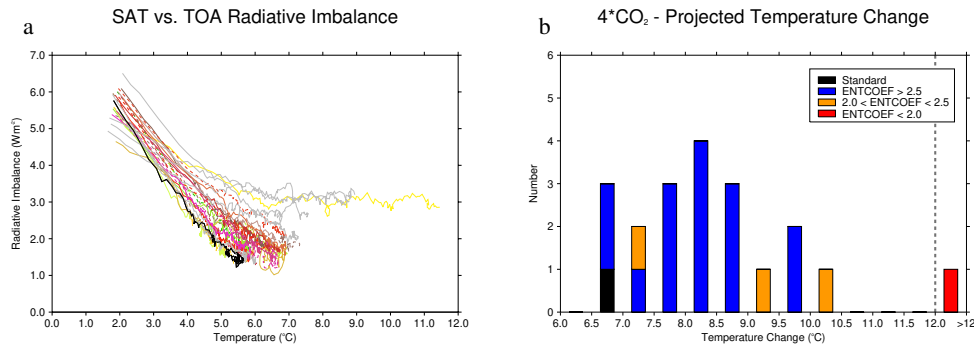 a
SAT vs. TOA Radiative Imbalance
Radiative Imbalance (Wm⁻²)
7.0
6.0
5.0
4.0
3.0
2.0
1.0
0.0
0.0 1.0 2.0 3.0 4.0 5.0 6.0 7.0 8.0 9.0 10.0 11.0 12.0
Temperature (°C)
b
4*CO₂ - Projected Temperature Change
Number
6
5
4
3
2
1
0
Standard
ENTCOEF > 2.5
2.0 < ENTCOEF < 2.5
ENTCOEF < 2.0
6.0 6.5 7.0 7.5 8.0 8.5 9.0 9.5 10.0 10.5 11.0 11.5 12.0 >12
Temperature Change (°C)